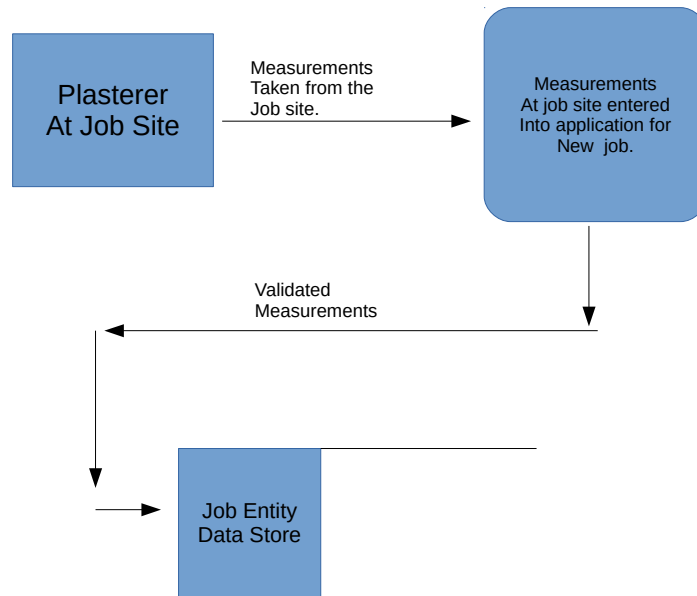 Plasterer
At Job Site
Measurements
Taken from the
Job site.
Measurements
At job site entered
Into application for
New job.
Validated
Measurements
Job Entity
Data Store